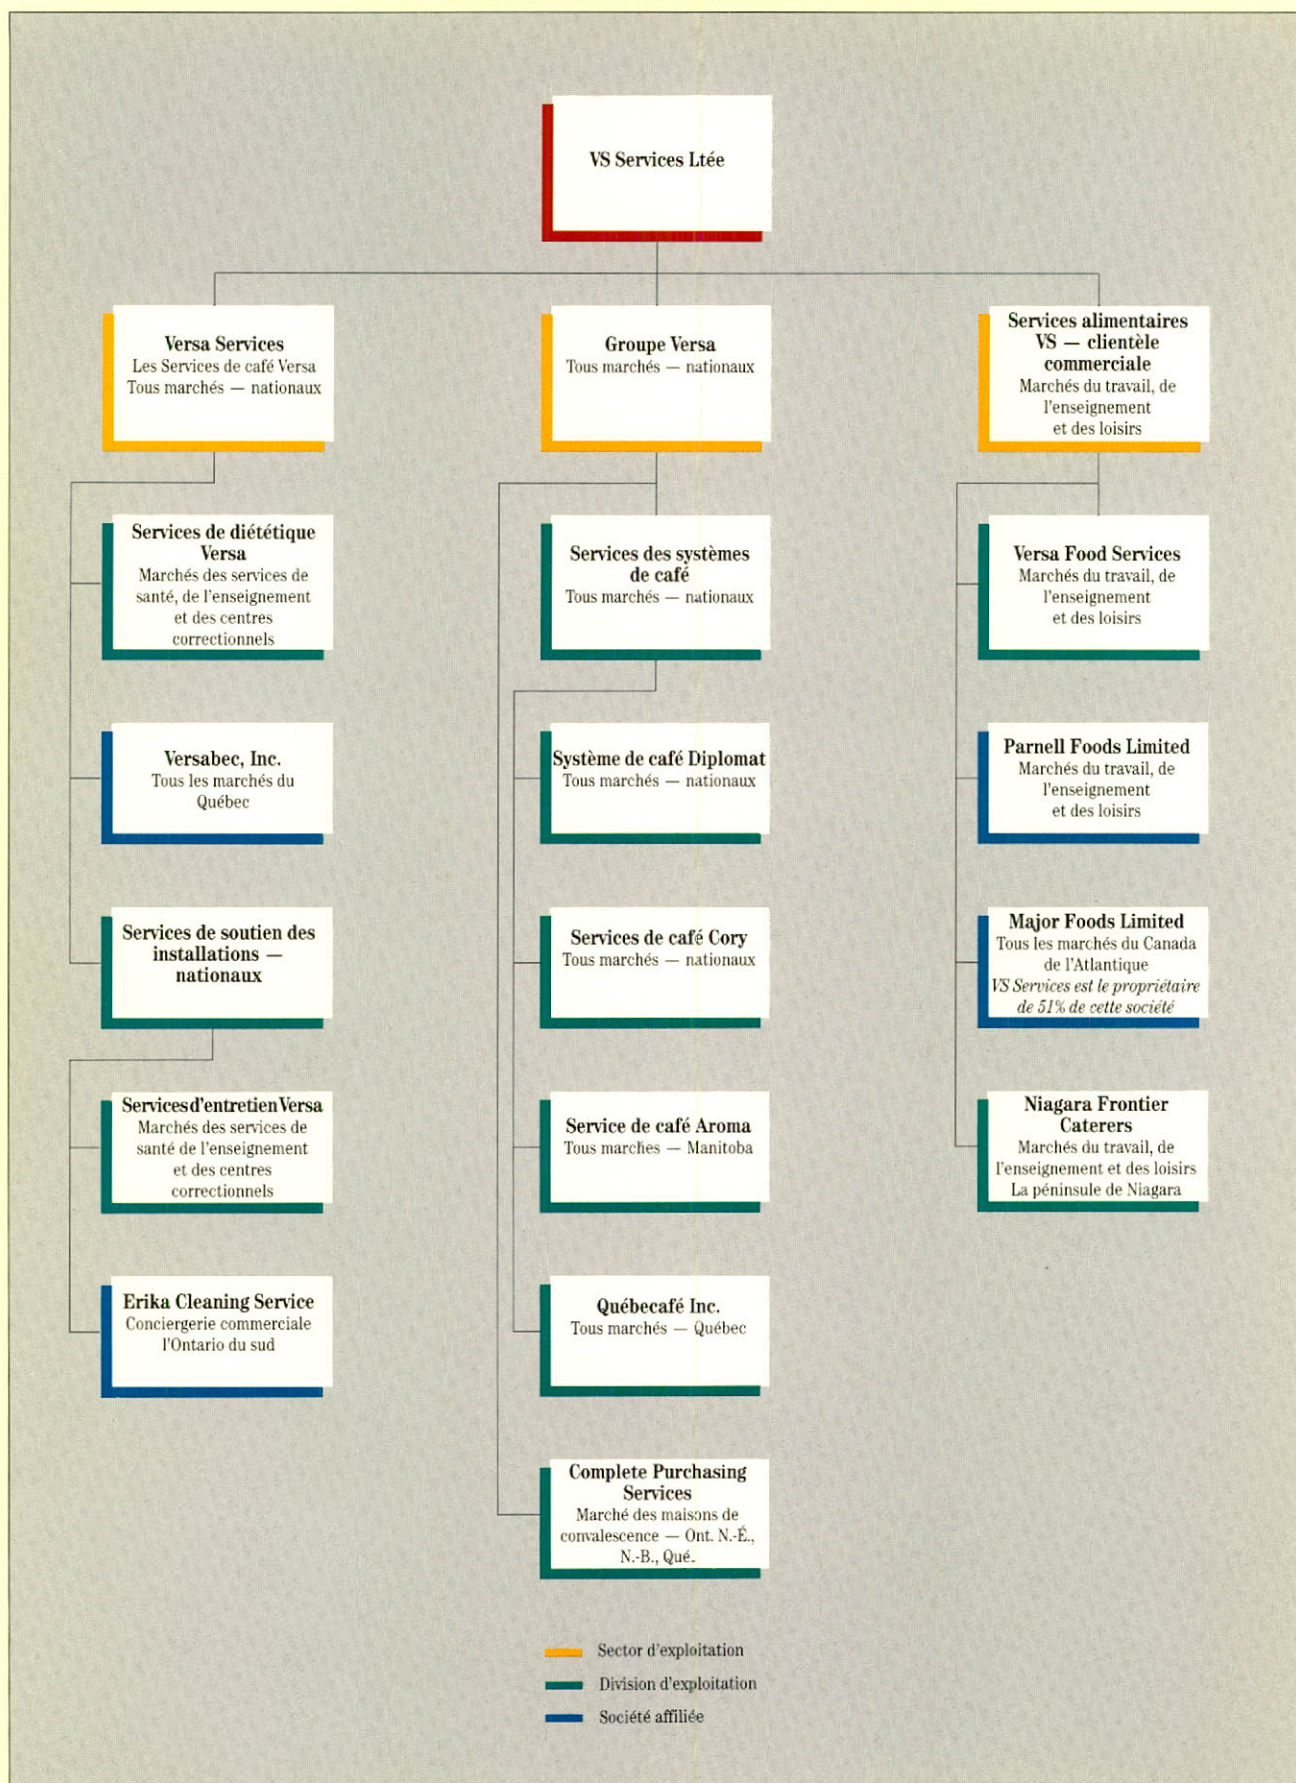 VS Services Ltée
Versa Services
Les Services de café Versa
Tous marchés — nationaux
Groupe Versa
Tous marchés — nationaux
Services alimentaires
VS — clientèle
commerciale
Marchés du travail, de
l'enseignement
et des loisirs
Services de diététique
Versa
Marchés des services de
santé, de l'enseignement
et des centres
correctionnels
Services des systèmes
de café
Tous marchés — nationaux
Versa Food Services
Marchés du travail, de
l'enseignement
et des loisirs
Versabec, Inc.
Tous les marchés du
Québec
Système de café Diplomat
Tous marchés — nationaux
Parnell Foods Limited
Marchés du travail, de
l'enseignement
et des loisirs
Services de soutien des
installations —
nationaux
Services de café Cory
Tous marchés — nationaux
Major Foods Limited
Tous les marchés du Canada
de l'Atlantique
VS Services est le propriétaire
de 51% de cette société
Services d'entretien Versa
Marchés des services de
santé de l'enseignement
et des centres
correctionnels
Service de café Aroma
Tous marches — Manitoba
Niagara Frontier
Caterers
Marchés du travail, de
l'enseignement et des loisirs
La péninsule de Niagara
Erika Cleaning Service
Conciergerie commerciale
l'Ontario du sud
Québecafé Inc.
Tous marchés — Québec
Complete Purchasing
Services
Marché des maisons de
convalescence — Ont. N.-É.,
N.-B., Qué.
Sector d'exploitation
Division d'exploitation
Société affiliée